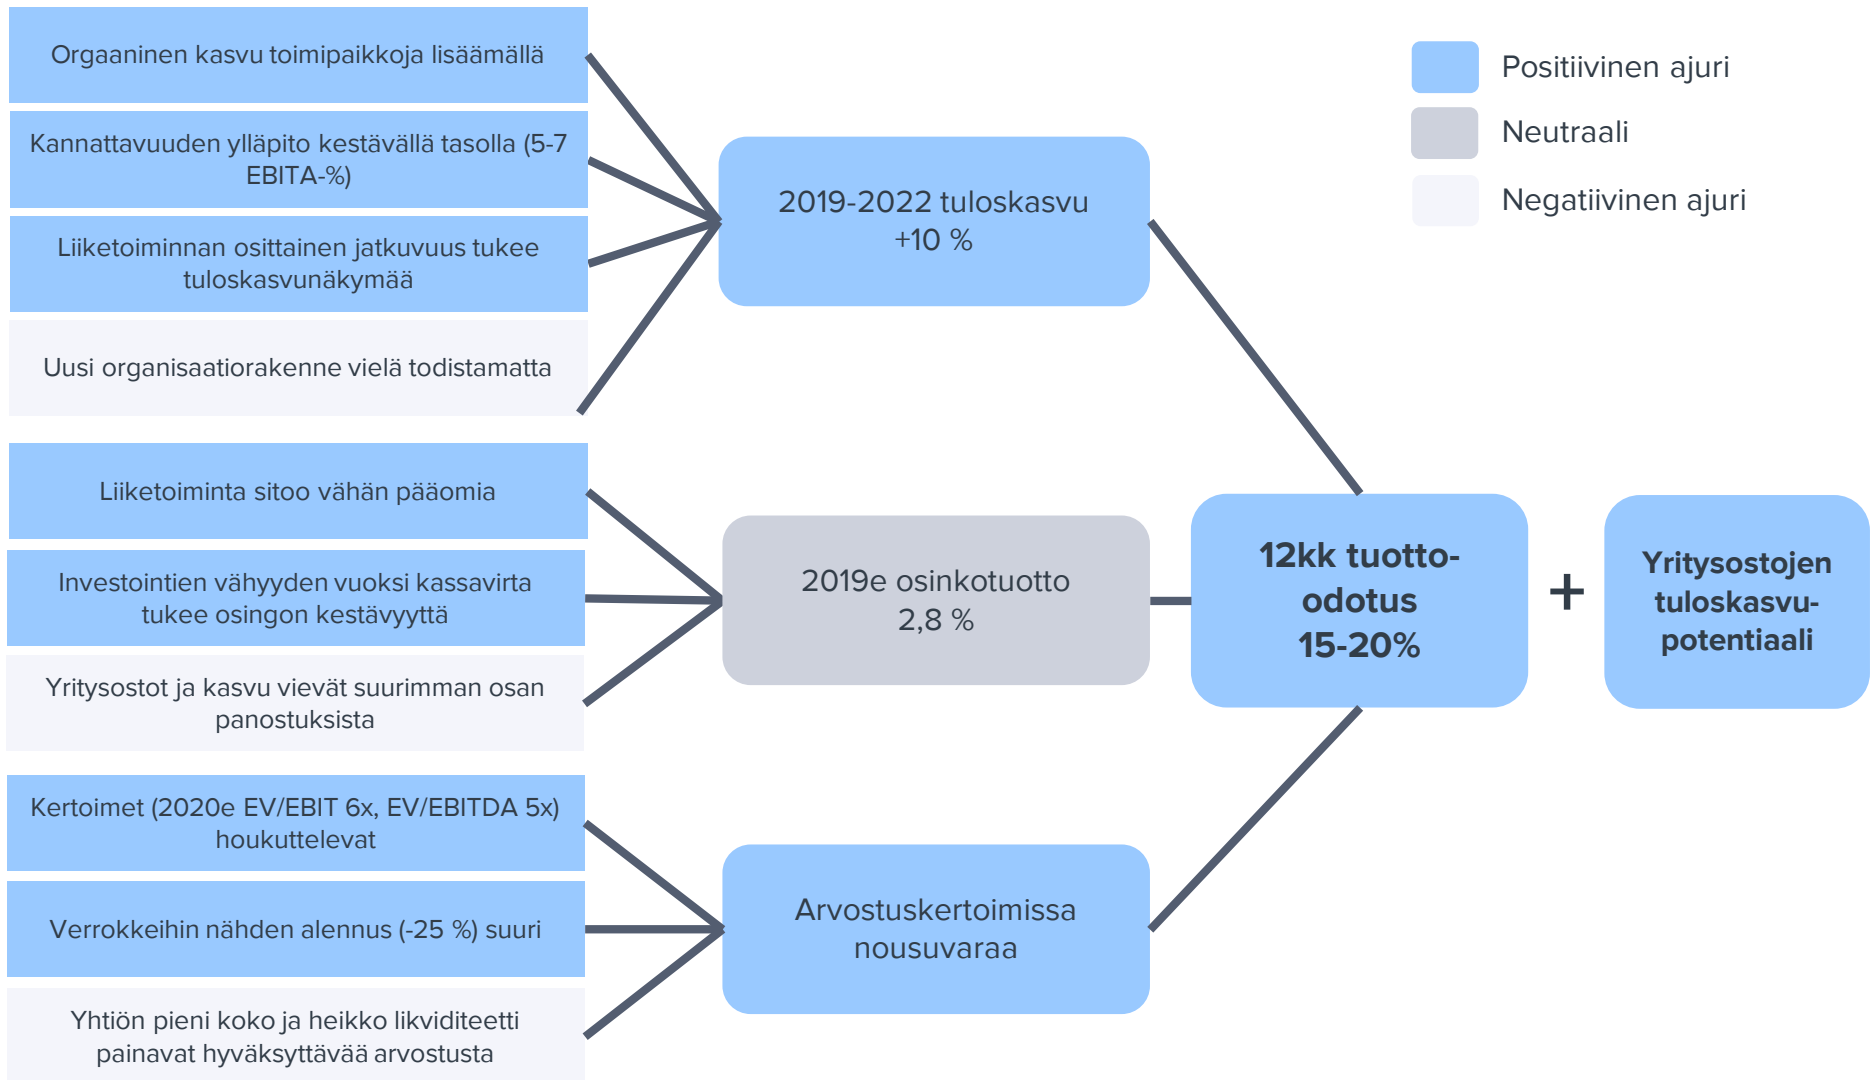 Orgaaninen kasvu toimipaikkoja lisäämällä
Kannattavuuden ylläpito kestävällä tasolla (5-7
EBITA-%)
Liiketoiminnan osittainen jatkuvuus tukee
tuloskasvunäkymää
Uusi organisaatiorakenne vielä todistamatta
2019-2022 tuloskasvu
+10 %
Positiivinen ajuri
Neutraali
Negatiivinen ajuri
Liiketoiminta sitoo vähän pääomia
Investointien vähyyden vuoksi kassavirta
tukee osingon kestävyyttä
Yritysostot ja kasvu vievät suurimman osan
panostuksista
2019e osinkotuotto
2,8 %
12kk tuotto-
odotus
15-20%
+
Yritysostojen
tuloskasvu-
potentiaali
Kertoimet (2020e EV/EBIT 6x, EV/EBITDA 5x)
houkuttelevat
Verrokkeihin nähden alennus (-25 %) suuri
Yhtiön pieni koko ja heikko likviditeetti
painavat hyväksyttävää arvostusta
Arvostuskertoimissa
nousuvaraa